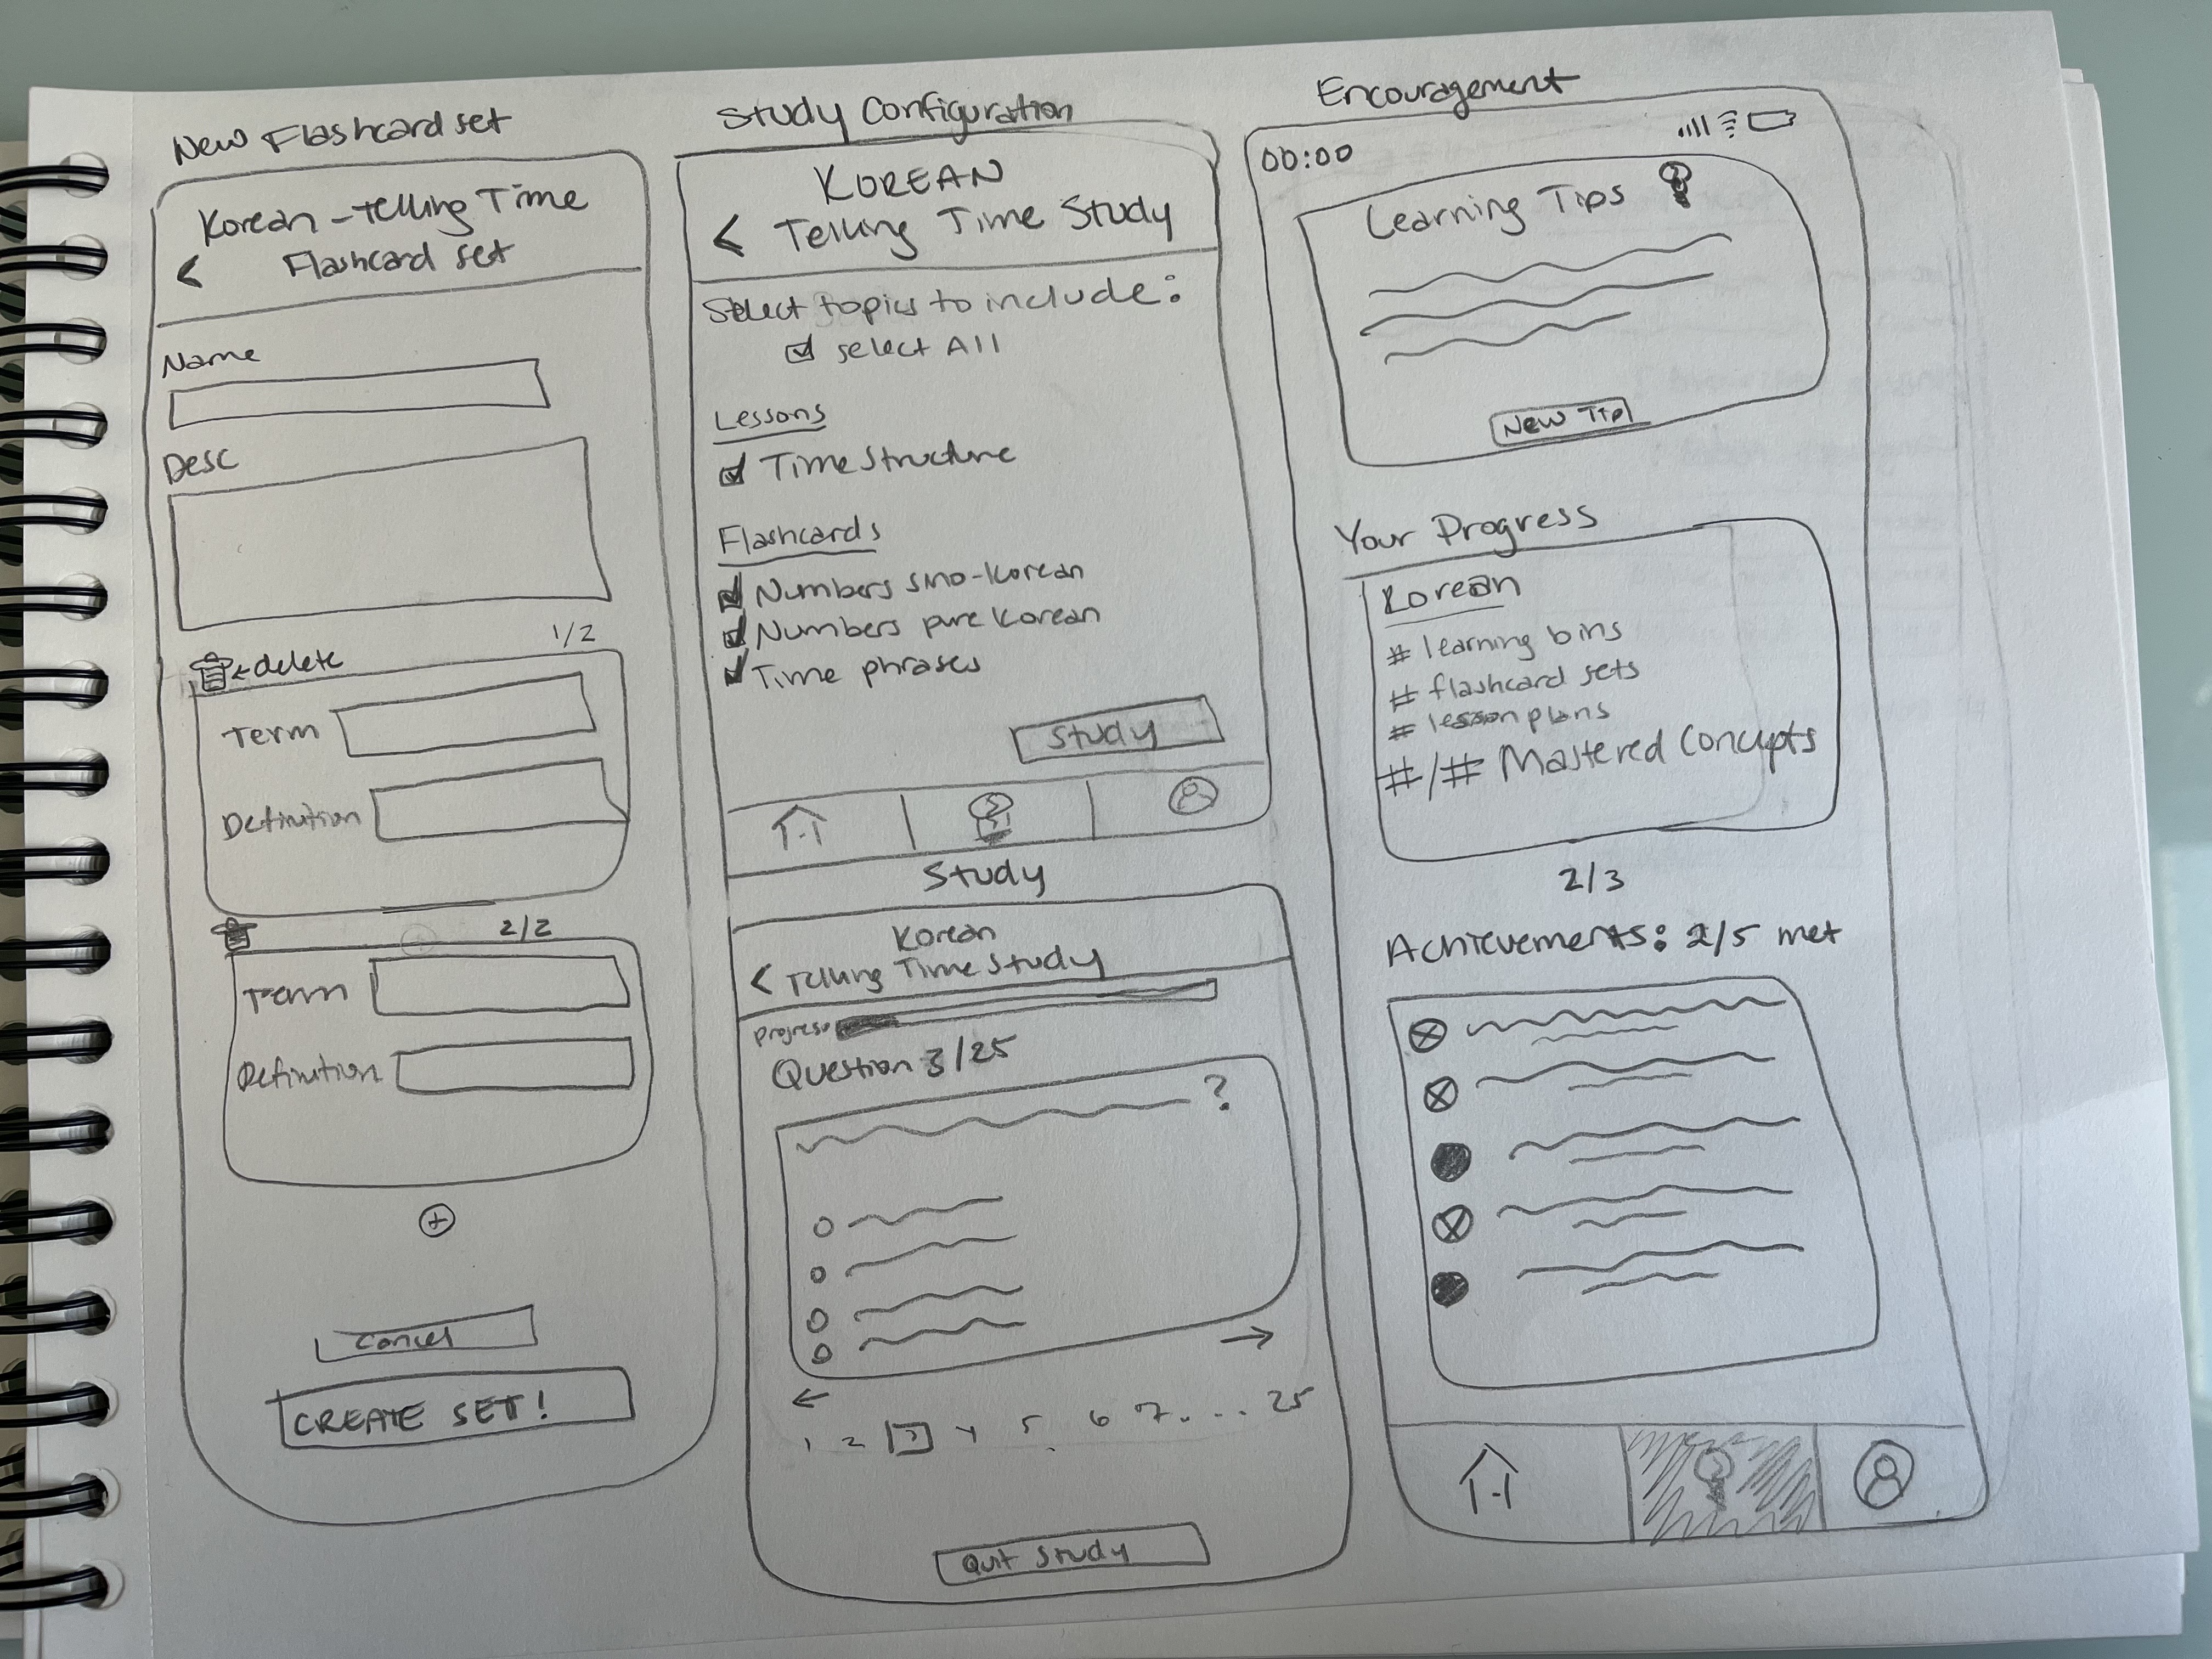 New Flashcard set
Korean - Telling Time
< Flashcard set
Name
Desc
1/2
←delete
Term
Definition
2/2
Term
Definition
+
Cancel
CREATE SET!
Study Configuration
KOREAN
< Telling Time Study
Select topics to include:
select All
Lessons
Time Structure
Flashcards
Numbers sino-Korean
Numbers pure Korean
Time phrases
Study
Study
Korean
< Telling Time Study
Progress
Question 3/25
?
→
←
1 2 3 4 5 6 7 . . . . 25
Quit Study
Encouragement
00:00
Learning Tips
New Tip
Your Progress
Korean
# learning bins
# flashcard sets
# lesson plans
#/# Mastered Concepts
2/3
Achievements: 2/5 met